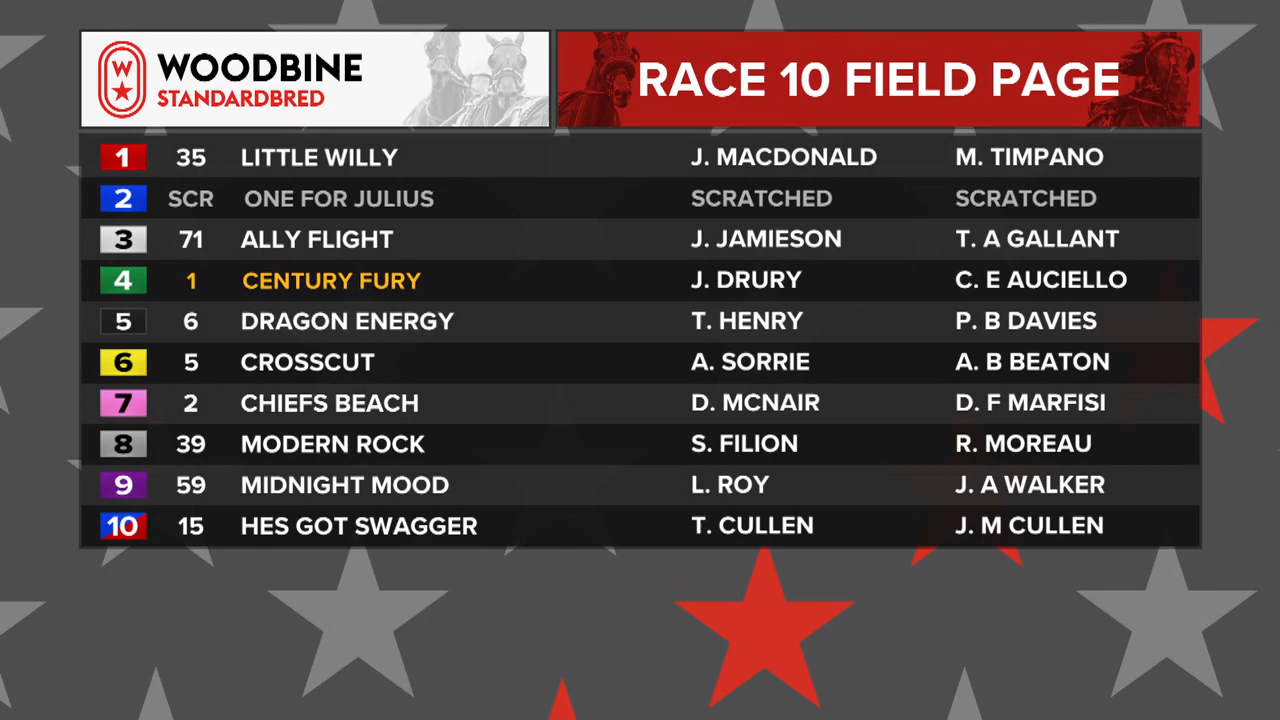 W WOODBINE
STANDARDBRED
RACE 10 FIELD PAGE
1 35 LITTLE WILLY J. MACDONALD M. TIMPANO
2 SCR ONE FOR JULIUS SCRATCHED SCRATCHED
3 71 ALLY FLIGHT J. JAMIESON T. A GALLANT
4 1 CENTURY FURY J. DRURY C. E AUCIELLO
5 6 DRAGON ENERGY T. HENRY P. B DAVIES
6 5 CROSSCUT A. SORRIE A. B BEATON
7 2 CHIEFS BEACH D. MCNAIR D. F MARFISI
8 39 MODERN ROCK S. FILION R. MOREAU
9 59 MIDNIGHT MOOD L. ROY J. A WALKER
10 15 HES GOT SWAGGER T. CULLEN J. M CULLEN